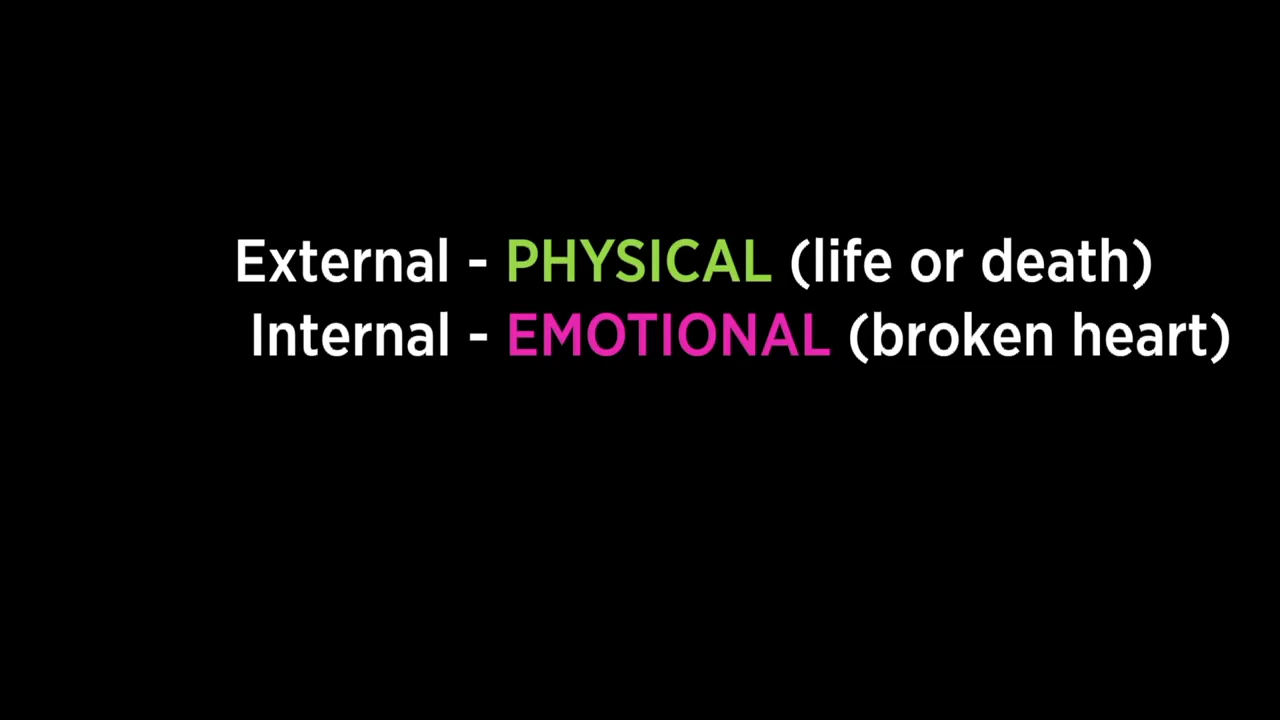 External - PHYSICAL (life or death)
Internal - EMOTIONAL (broken heart)